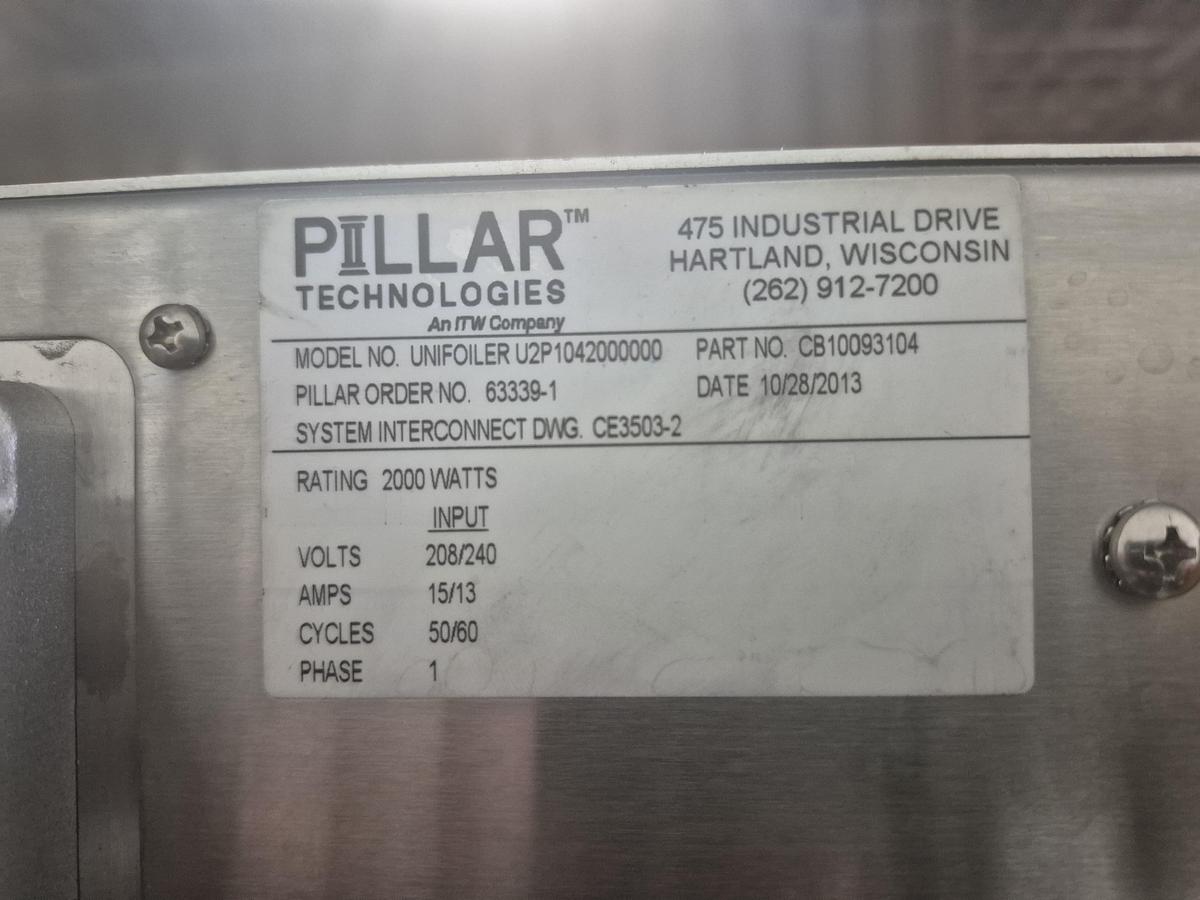 PILLAR™
TECHNOLOGIES
An ITW Company
475 INDUSTRIAL DRIVE
HARTLAND, WISCONSIN
(262) 912-7200
MODEL NO. UNIFOILER U2P1042000000 PART NO. CB10093104
PILLAR ORDER NO. 63339-1 DATE 10/28/2013
SYSTEM INTERCONNECT DWG. CE3503-2
RATING 2000 WATTS
INPUT
VOLTS 208/240
AMPS 15/13
CYCLES 50/60
PHASE 1